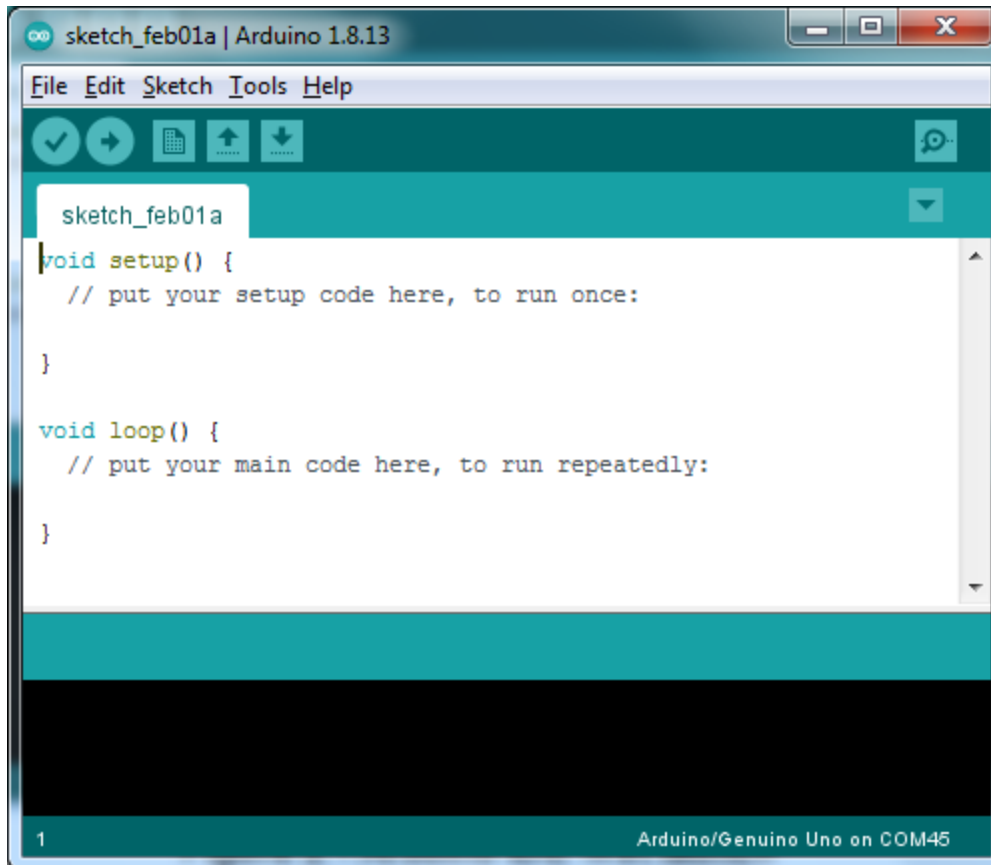 sketch_feb01a | Arduino 1.8.13
File Edit Sketch Tools Help
sketch_feb01a
void setup() {
  // put your setup code here, to run once:
}
void loop() {
  // put your main code here, to run repeatedly:
}
1
Arduino/Genuino Uno on COM45